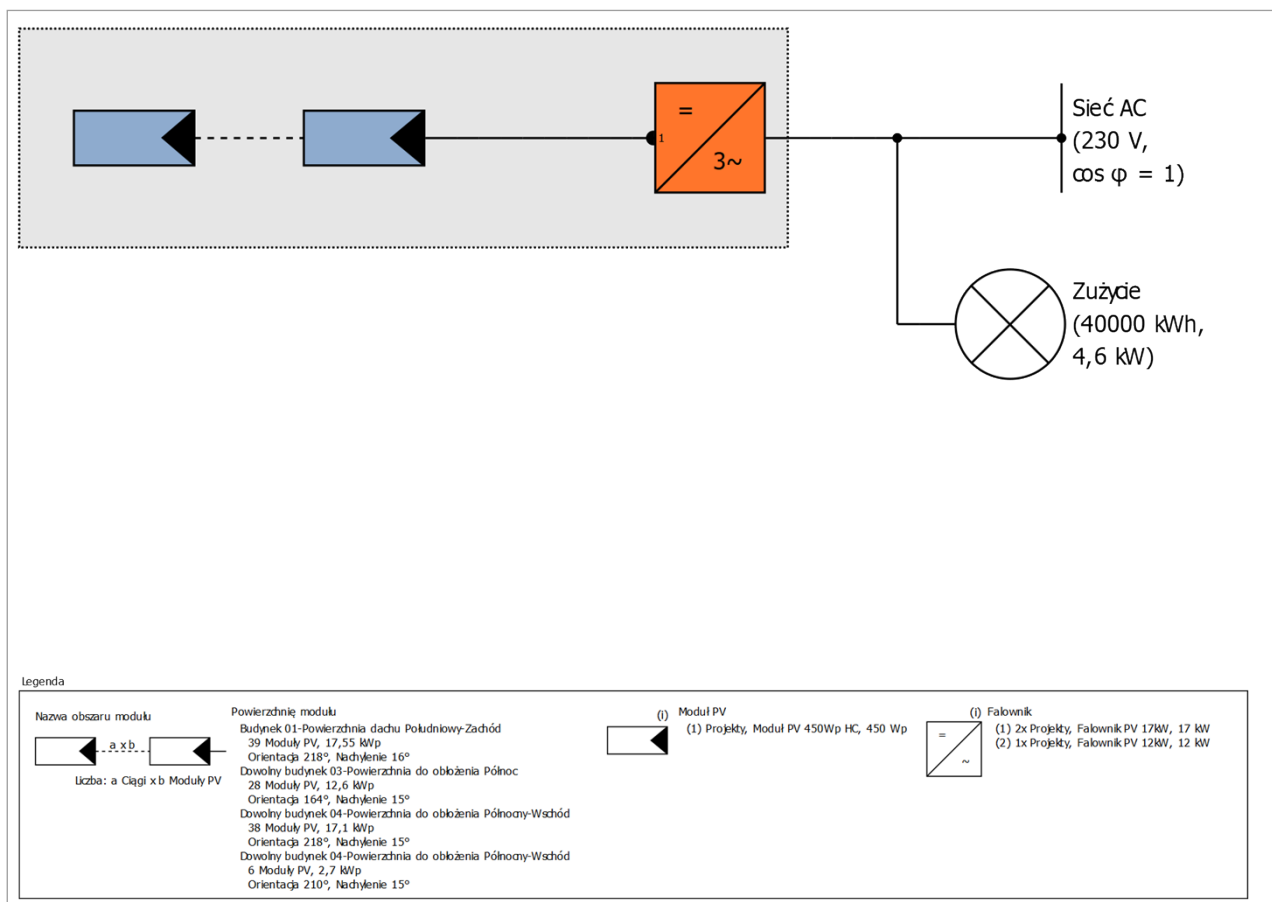 =
1
3~
Sieć AC
(230 V,
cos φ = 1)
Zużycie
(40000 kWh,
4,6 kW)
Legenda
Nazwa obszaru modułu
a x b
Liczba: a Ciągi x b Moduły PV
Powierzchnię modułu
Budynek 01-Powierzchnia dachu Południowy-Zachód
39 Moduły PV, 17,55 kWp
Orientacja 218°, Nachylenie 16°
Dowolny budynek 03-Powierzchnia do obłożenia Północ
28 Moduły PV, 12,6 kWp
Orientacja 164°, Nachylenie 15°
Dowolny budynek 04-Powierzchnia do obłożenia Północny-Wschód
38 Moduły PV, 17,1 kWp
Orientacja 218°, Nachylenie 15°
Dowolny budynek 04-Powierzchnia do obłożenia Północny-Wschód
6 Moduły PV, 2,7 kWp
Orientacja 210°, Nachylenie 15°
(i) Moduł PV
(1) Projekty, Moduł PV 450Wp HC, 450 Wp
=
~
(i) Falownik
(1) 2x Projekty, Falownik PV 17kW, 17 kW
(2) 1x Projekty, Falownik PV 12kW, 12 kW